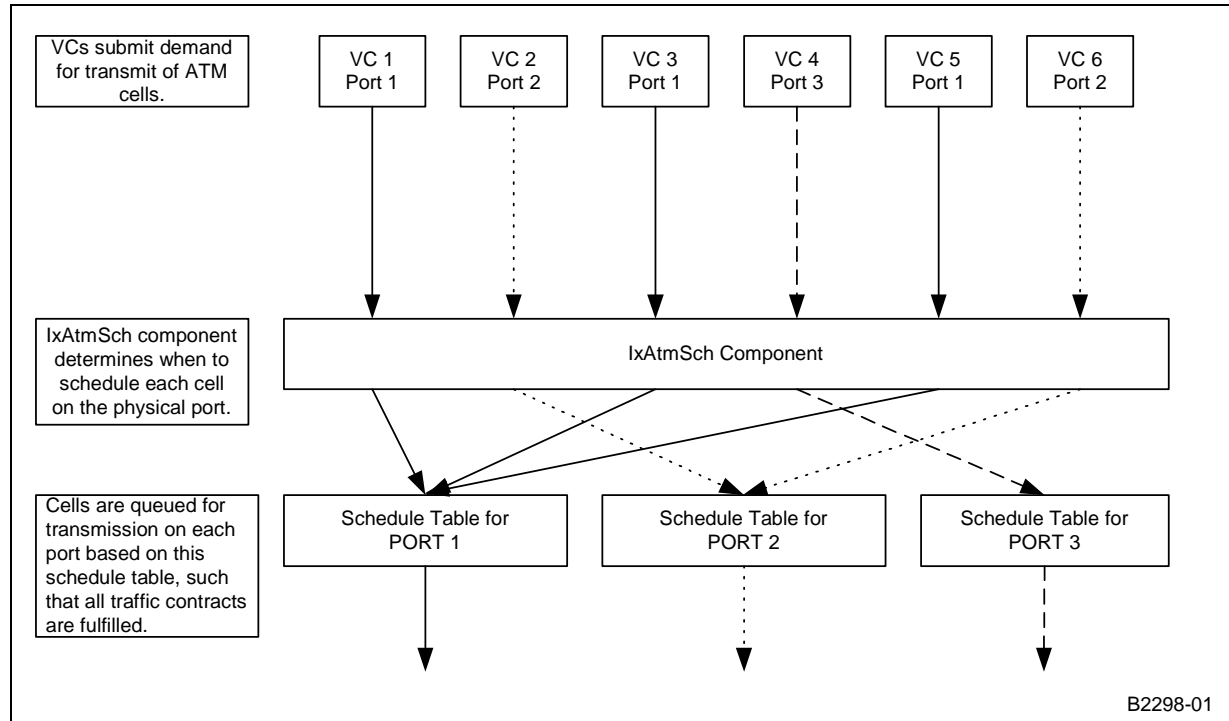 VCs submit demand
for transmit of ATM
cells.
VC 1
Port 1
VC 2
Port 2
VC 3
Port 1
VC 4
Port 3
VC 5
Port 1
VC 6
Port 2
IxAtmSch component
determines when to
schedule each cell
on the physical port.
IxAtmSch Component
Cells are queued for
transmission on each
port based on this
schedule table, such
that all traffic contracts
are fulfilled.
Schedule Table for
PORT 1
Schedule Table for
PORT 2
Schedule Table for
PORT 3
B2298-01